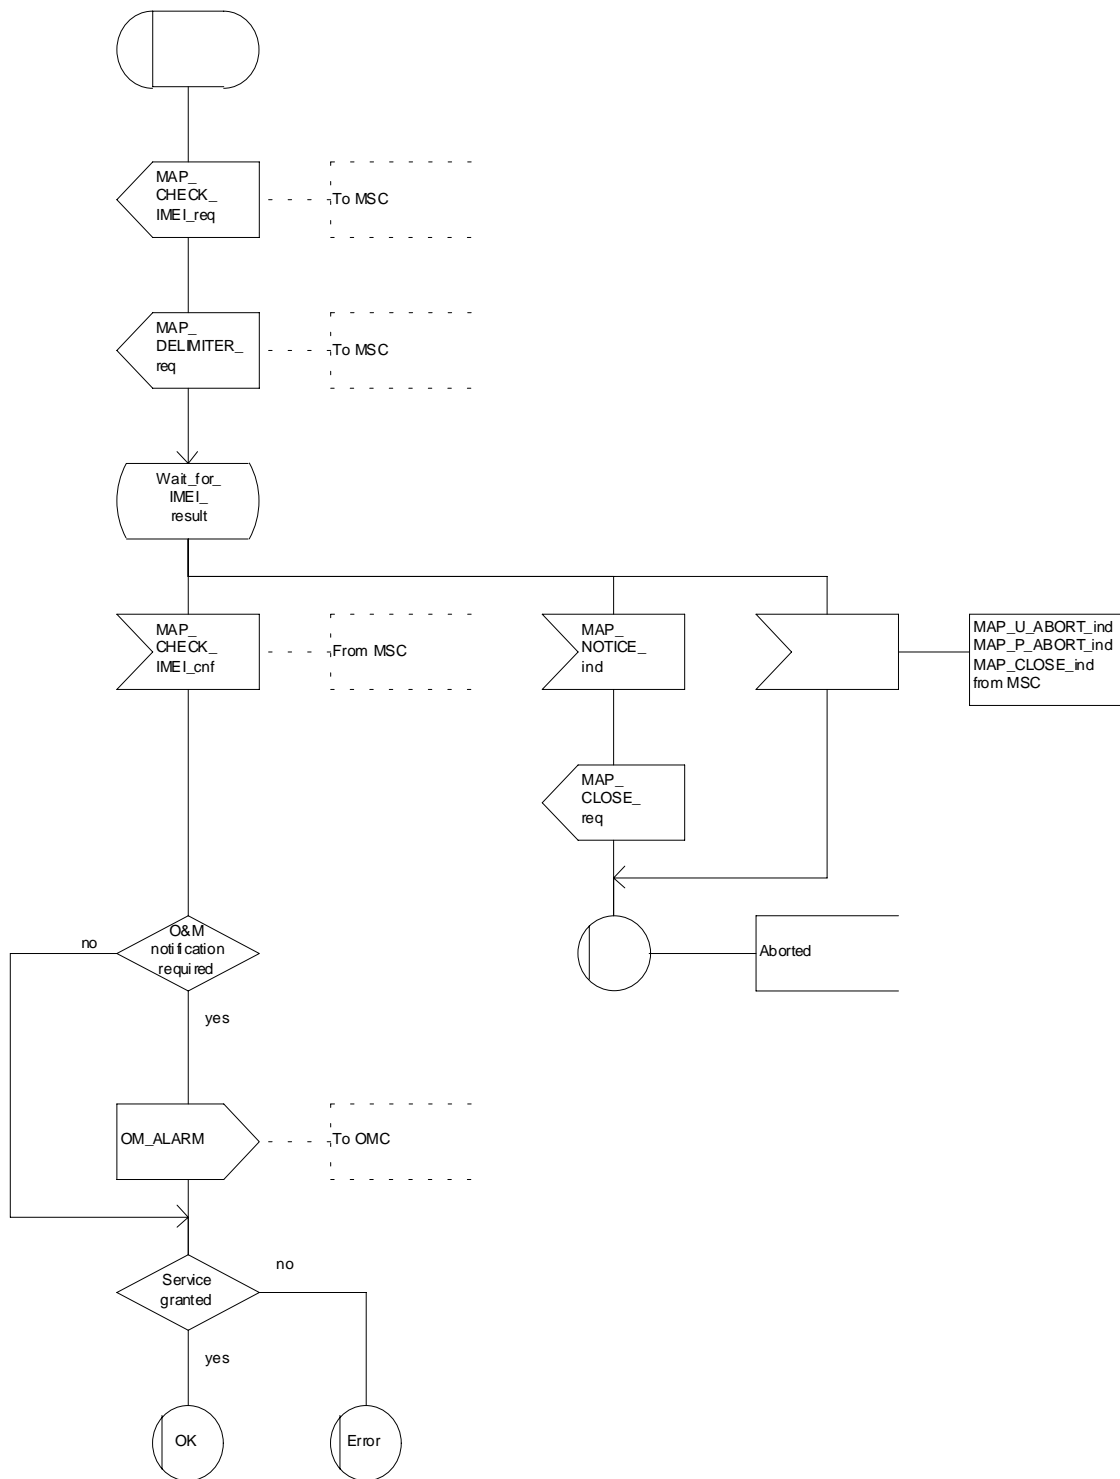 MAP_
CHECK_
IMEI_req
To MSC
MAP_
DELIMITER_
req
To MSC
Wait_for_
IMEI_
result
MAP_
CHECK_
IMEI_cnf
From MSC
MAP_
NOTICE_
ind
MAP_U_ABORT_ind
MAP_P_ABORT_ind
MAP_CLOSE_ind
from MSC
MAP_
CLOSE_
req
O&M
notification
required
no
yes
Aborted
OM_ALARM
To OMC
Service
granted
no
yes
OK
Error